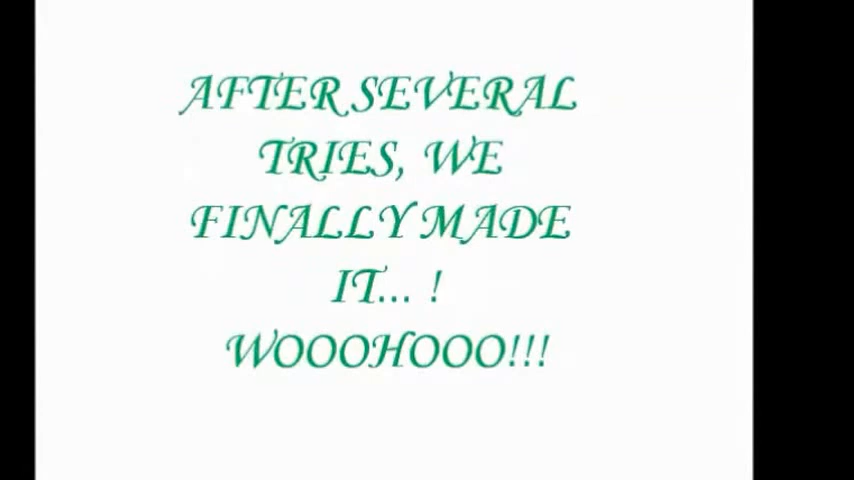 AFTER SEVERAL
TRIES, WE
FINALLY MADE
IT... !
WOOOHOOO!!!